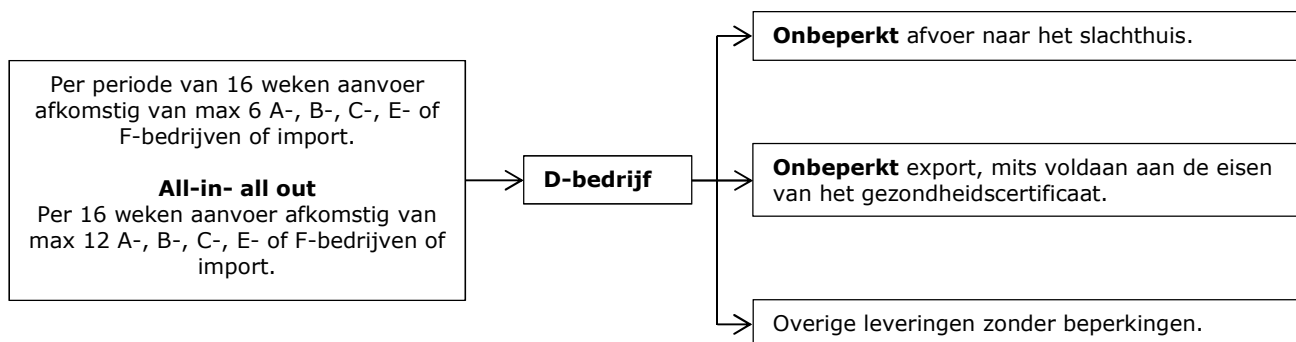 Per periode van 16 weken aanvoer
afkomstig van max 6 A-, B-, C-, E- of
F-bedrijven of import.
All-in- all out
Per 16 weken aanvoer afkomstig van
max 12 A-, B-, C-, E- of F-bedrijven of
import.
D-bedrijf
Onbeperkt afvoer naar het slachthuis.
Onbeperkt export, mits voldaan aan de eisen
van het gezondheidscertificaat.
Overige leveringen zonder beperkingen.